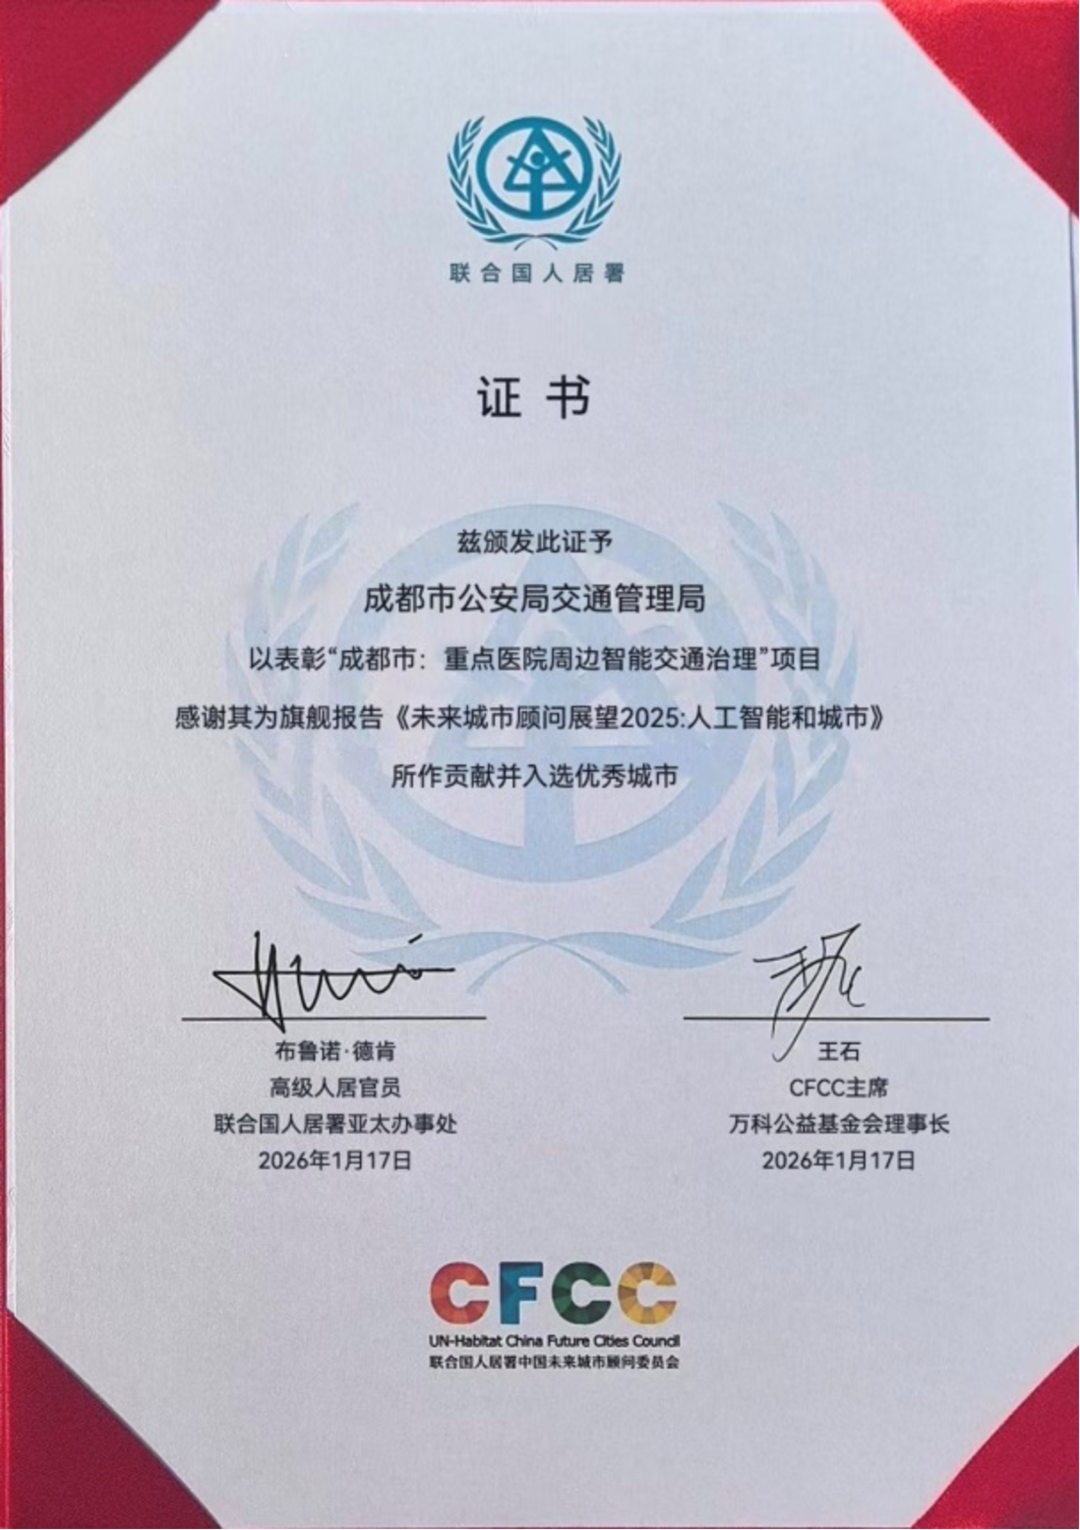 联合国人居署
证书
兹颁发此证予
成都市公安局交通管理局
以表彰“成都市：重点医院周边智能交通治理”项目
感谢其为旗舰报告《未来城市顾问展望2025:人工智能和城市》
所作贡献并入选优秀城市
布鲁诺·德肯
高级人居官员
联合国人居署亚太办事处
2026年1月17日
王石
CFCC主席
万科公益基金会理事长
2026年1月17日
CFCC
UN-Habitat China Future Cities Council
联合国人居署中国未来城市顾问委员会